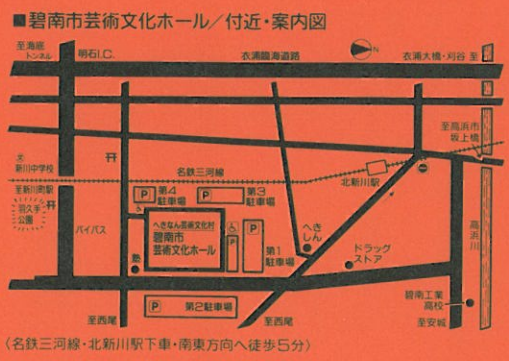 ■碧南市芸術文化ホール／付近・案内図
至海底
トンネル
明石I.C.
衣浦臨海道路
N
衣浦大橋・刈谷 至
至高浜市
坂上橋
文
新川中学校
名鉄三河線
北新川駅
至新川町駅
羽久手
公園
P 第4
駐車場
P 第3
駐車場
高浜川
バイパス
へきなん芸術文化村
碧南市
芸術文化ホール
P
P
第1
駐車場
へき
しん
ドラッグ
ストア
塾
碧南工業
高校
P 第2駐車場
至西尾
至西尾
至安城
(名鉄三河線・北新川駅下車・南東方向へ徒歩5分)